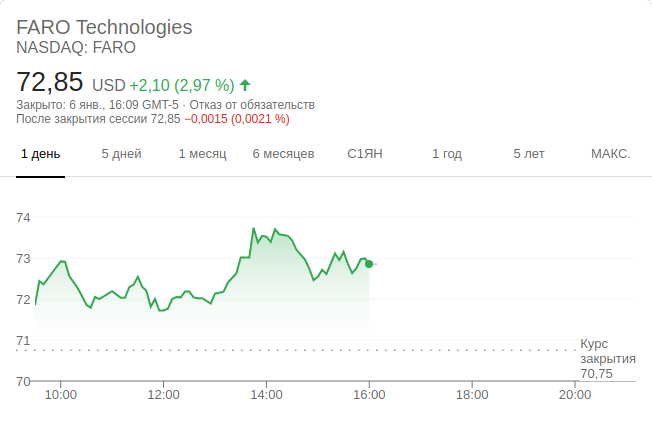 FARO Technologies
NASDAQ: FARO
72,85 USD +2,10 (2,97 %)
Закрыто: 6 янв., 16:09 GMT-5 · Отказ от обязательств
После закрытия сессии 72,85 −0,0015 (0,0021 %)
1 день 5 дней 1 месяц 6 месяцев С1ЯН 1 год 5 лет МАКС.
74
73
72
71
Курс
закрытия
70,75
70
10:00 12:00 14:00 16:00 18:00 20:00